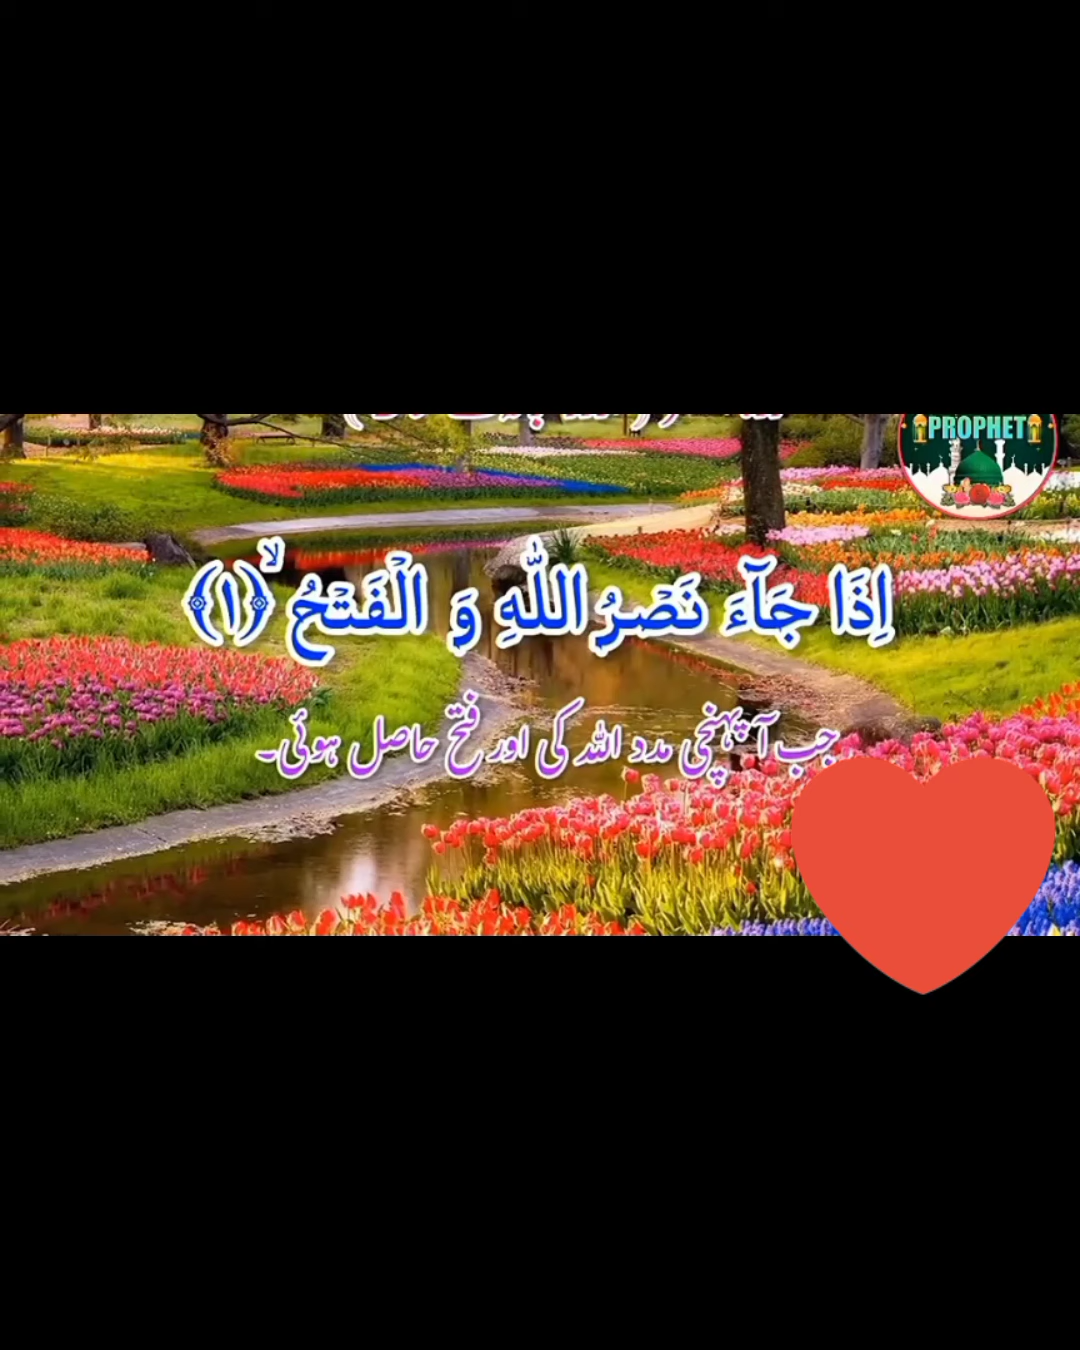 PROPHET
اِذَا جَآءَ نَصْرُ اللّٰهِ وَ الْفَتْحُ ۙ﴿۱﴾
جب آ پہنچی مدد اللہ کی اور فتح حاصل ہوئی۔